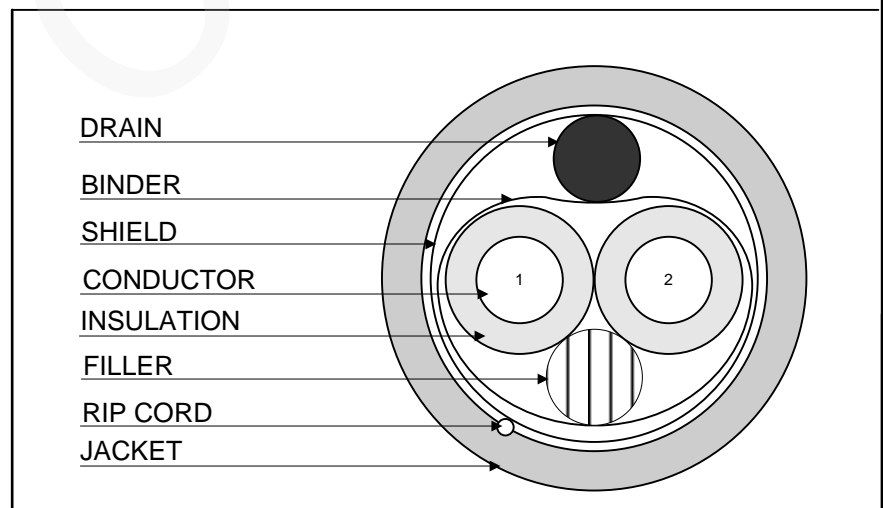 DRAIN
BINDER
SHIELD
CONDUCTOR
INSULATION
FILLER
RIP CORD
JACKET
1
2